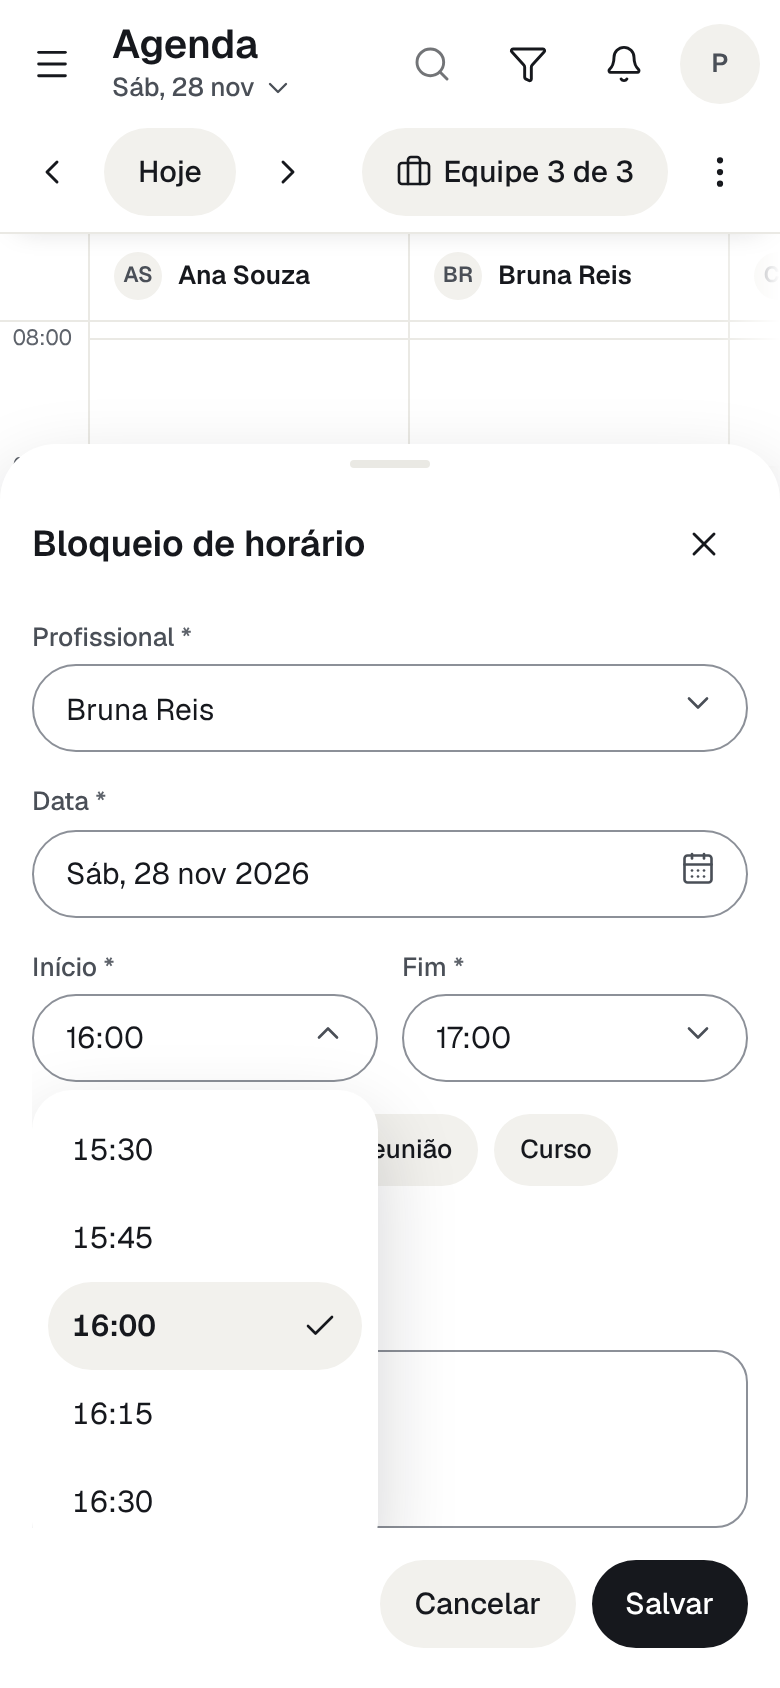 Agenda
Sáb, 28 nov
P
Hoje
Equipe 3 de 3
AS Ana Souza
BR Bruna Reis
08:00
Bloqueio de horário
Profissional *
Bruna Reis
Data *
Sáb, 28 nov 2026
Início *
Fim *
16:00
17:00
15:30
eunião
Curso
15:45
16:00
16:15
16:30
Cancelar
Salvar